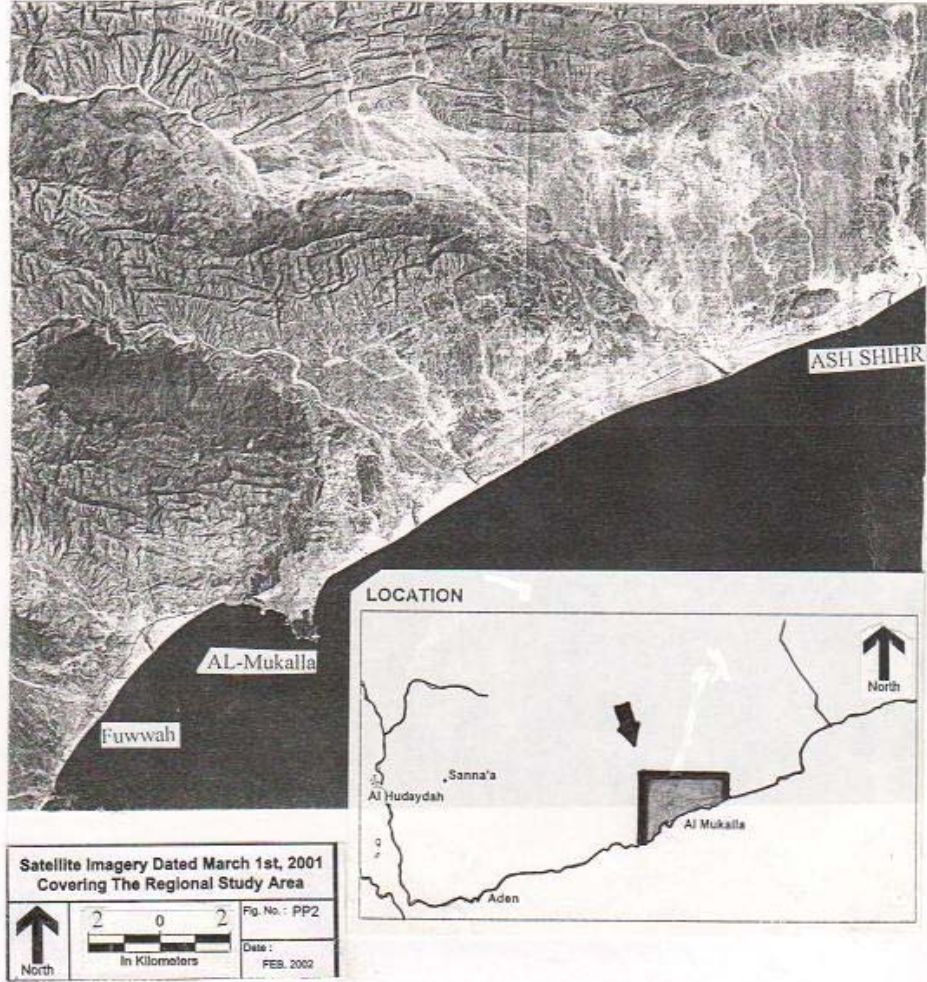 ASH SHIHR
AL-Mukalla
Fuwwah
LOCATION
North
Sanna'a
Al Hudaydah
Al Mukalla
Aden
Satellite Imagery Dated March 1st, 2001
Covering The Regional Study Area
2 0 2
In Kilometers
North
Fig. No. : PP2
Date :
FEB. 2002